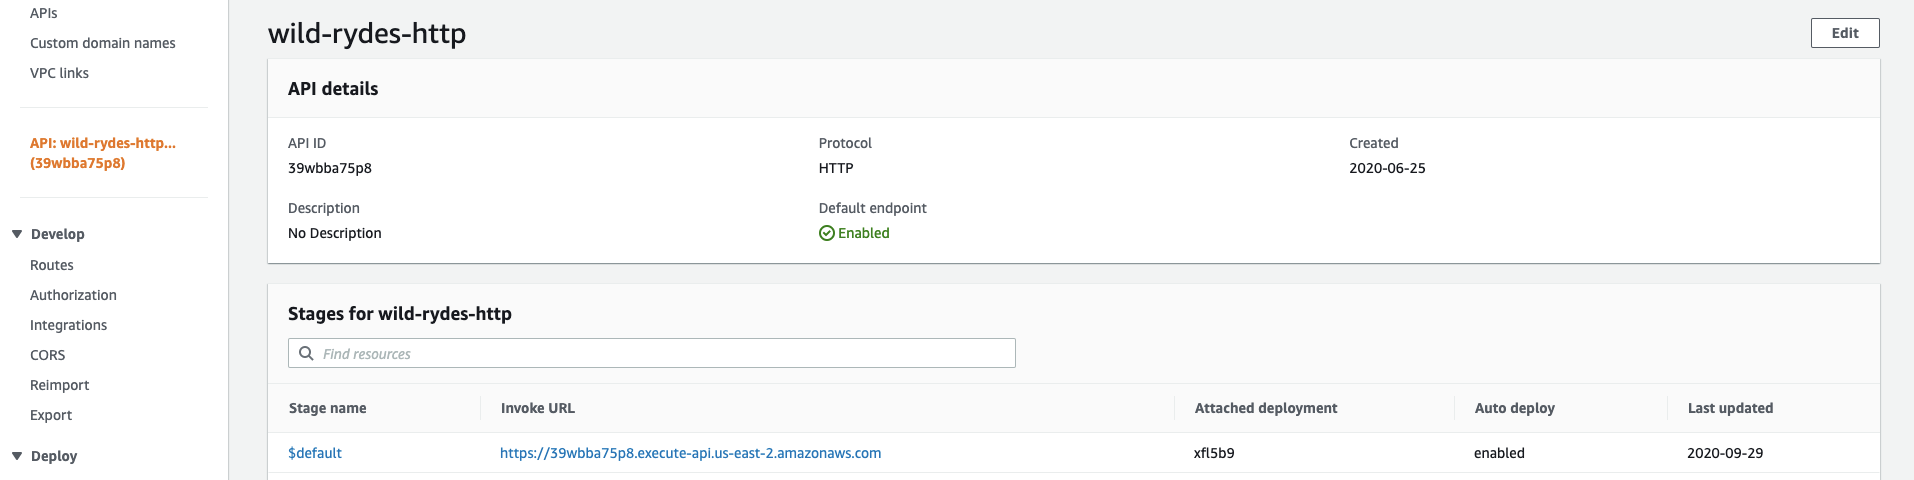 APIs
Custom domain names
VPC links
API: wild-rydes-http...
(39wbba75p8)
Develop
Routes
Authorization
Integrations
CORS
Reimport
Export
Deploy
wild-rydes-http
Edit
API details
API ID
39wbba75p8
Protocol
HTTP
Created
2020-06-25
Description
No Description
Default endpoint
Enabled
Stages for wild-rydes-http
Find resources
Stage name Invoke URL Attached deployment Auto deploy Last updated
$default https://39wbba75p8.execute-api.us-east-2.amazonaws.com xfl5b9 enabled 2020-09-29